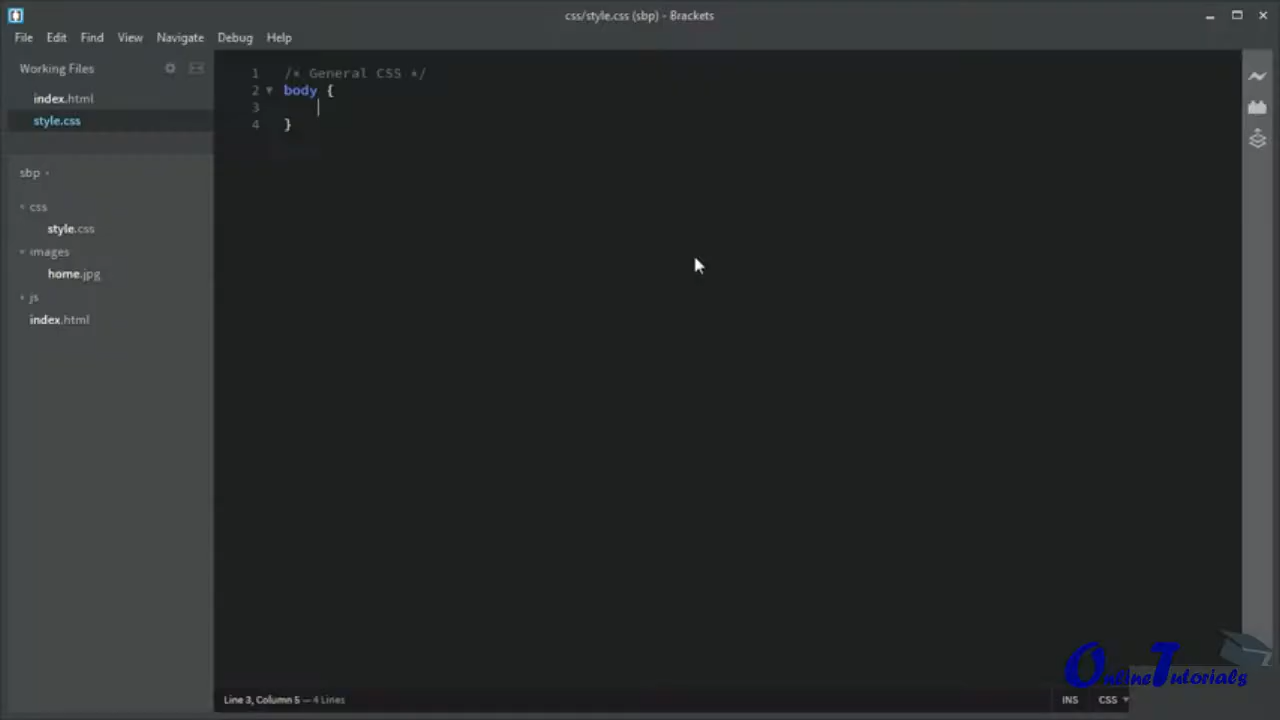 css/style.css (sbp) - Brackets
File Edit Find View Navigate Debug Help
Working Files
index.html
style.css
sbp
css
style.css
images
home.jpg
js
index.html
1 /* General CSS */
2 body {
3
4 }
Line 3, Column 5 — 4 Lines
INS CSS
OnlineTutorials